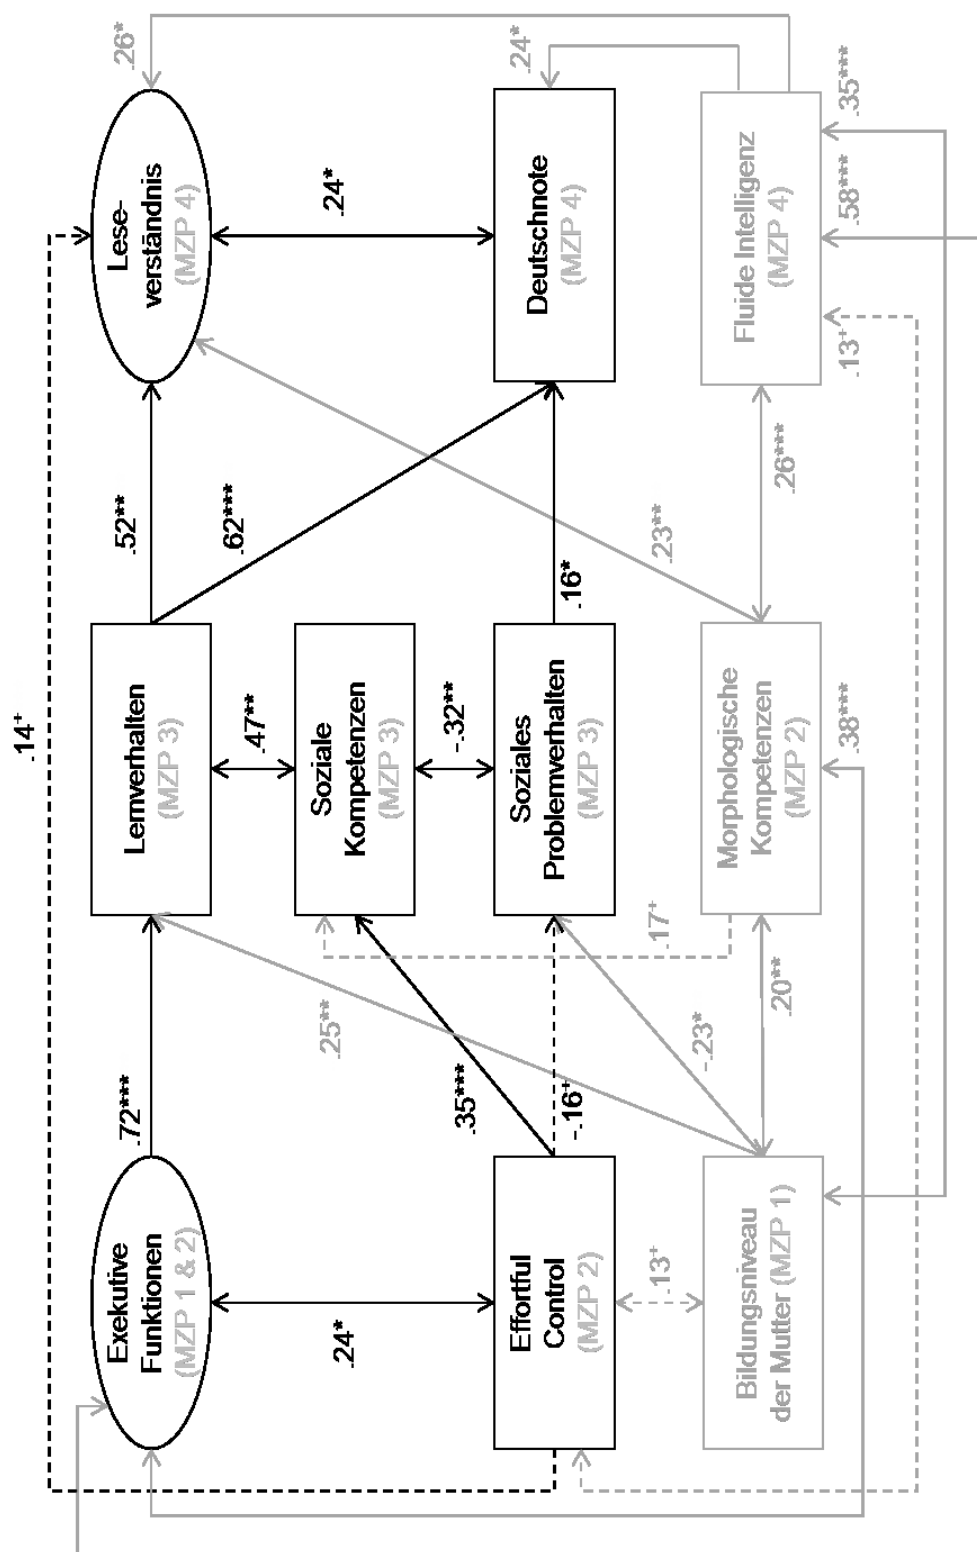 .14⁺
.26*
Exekutive
Funktionen
(MZP 1 & 2)
.72***
Lernverhalten
(MZP 3)
.52**
Lese-
verständnis
(MZP 4)
.62***
.47**
.24*
.25**
Soziale
Kompetenzen
(MZP 3)
.24*
.35***
-.32**
Effortful
Control
(MZP 2)
-.16⁺
Soziales
Problemverhalten
(MZP 3)
.16*
Deutschnote
(MZP 4)
.24*
.13⁺
-.23*
.17⁺
.23**
Bildungsniveau
der Mutter (MZP 1)
.20**
Morphologische
Kompetenzen
(MZP 2)
.26***
Fluide Intelligenz
(MZP 4)
.38***
.13⁺
.58***
.35***